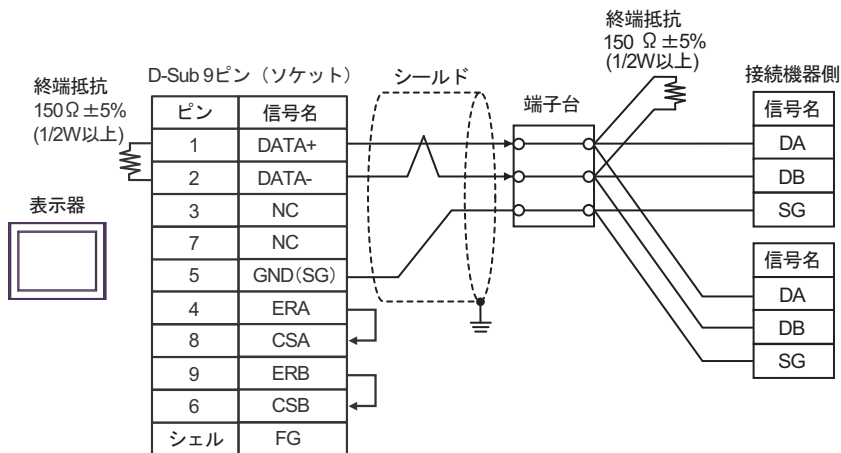 終端抵抗
150Ω±5%
(1/2W以上)
表示器
D-Sub 9ピン（ソケット）
ピン 信号名
1 DATA+
2 DATA-
3 NC
7 NC
5 GND(SG)
4 ERA
8 CSA
9 ERB
6 CSB
シェル FG
シールド
端子台
終端抵抗
150 Ω±5%
(1/2W以上)
接続機器側
信号名
DA
DB
SG
信号名
DA
DB
SG